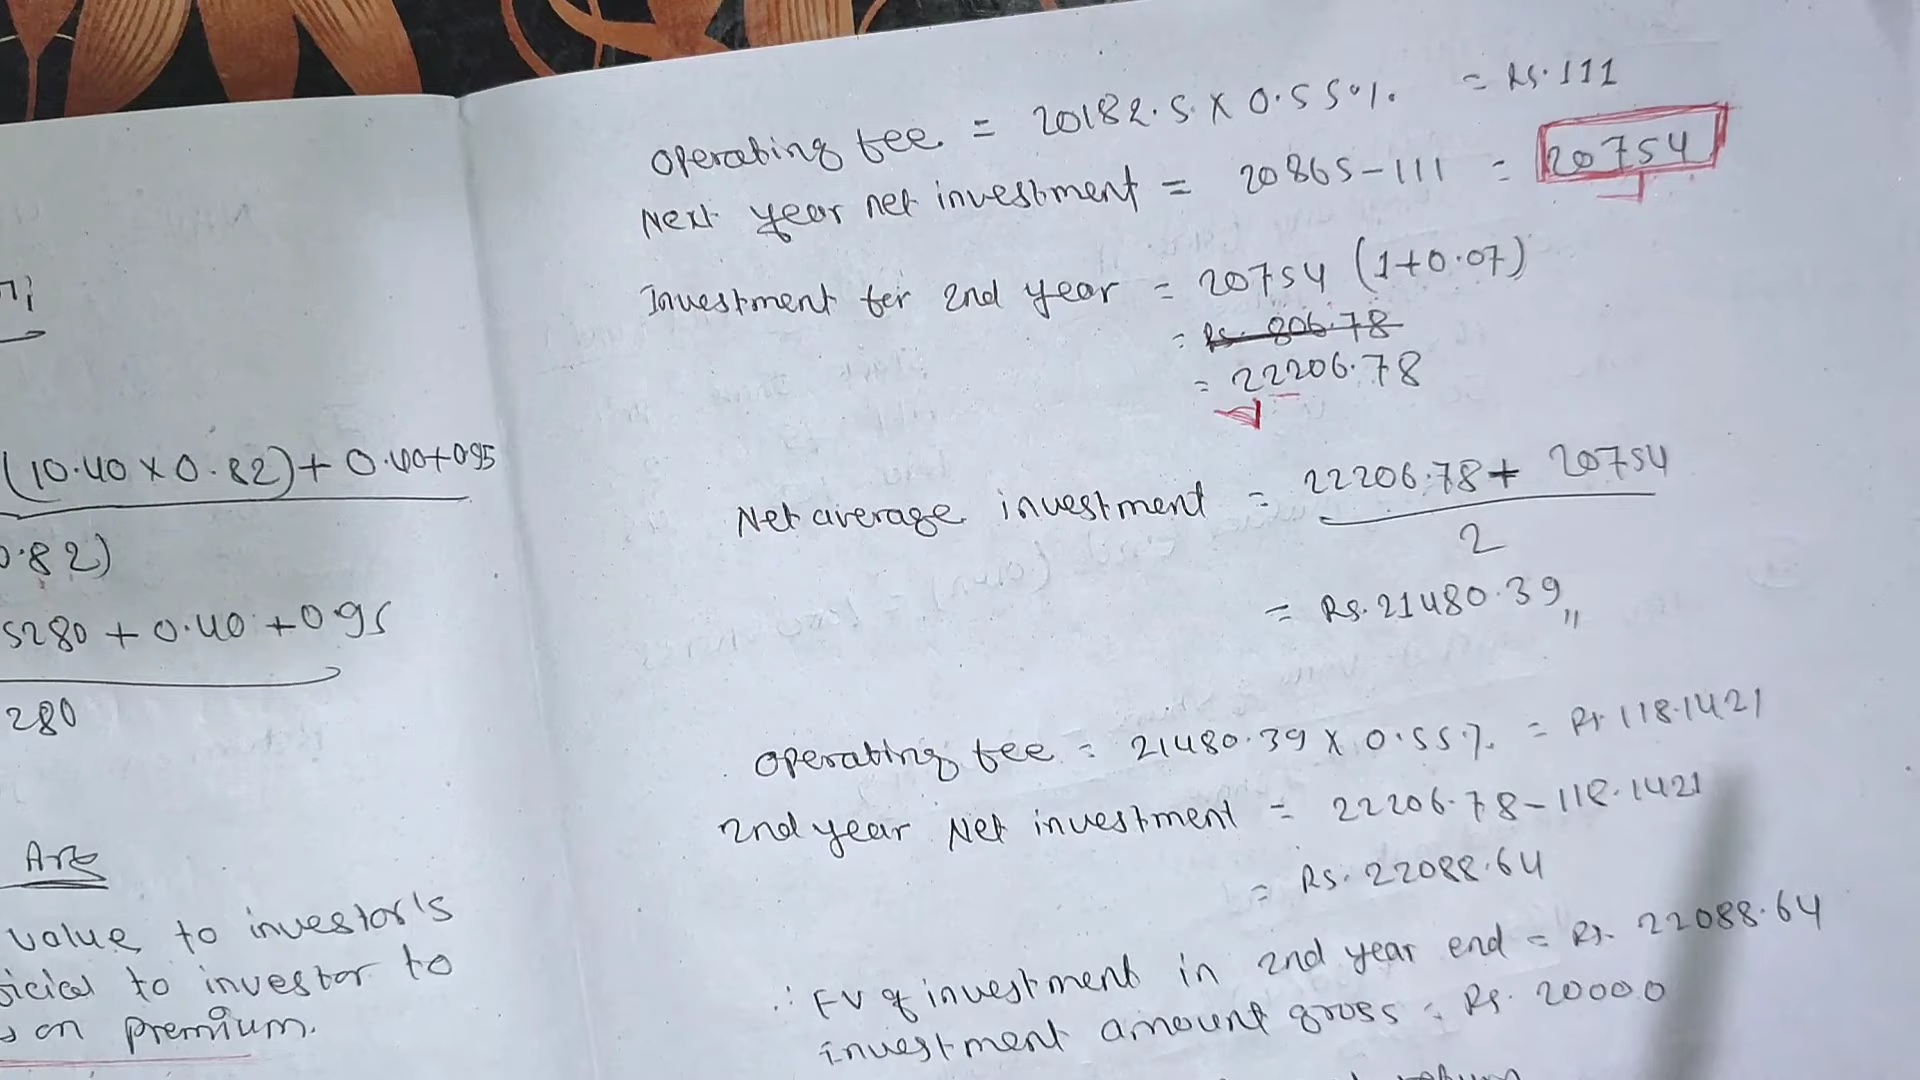 (10.40 x 0.82) + 0.40+095
0.82)
5280 + 0.40 + 095
280
value to investor's
to investor to
on premium.
operating fee = 20182.5 x 0.55% = Rs.111
Next year net investment = 20865-111 = 20754
Investment for 2nd year = 20754 (1+0.07)
= Rs. 806.78
= 22206.78
Net average investment = 22206.78 + 20754
2
= Rs. 21480.39,,
operating fee = 21480.39 x 0.55% = Rs 118.1421
2nd year Net investment = 22206.78-118.1421
= Rs. 22088.64
∴ FV of investment in 2nd year end = Rs. 22088.64
investment amount gross = Rs. 20000